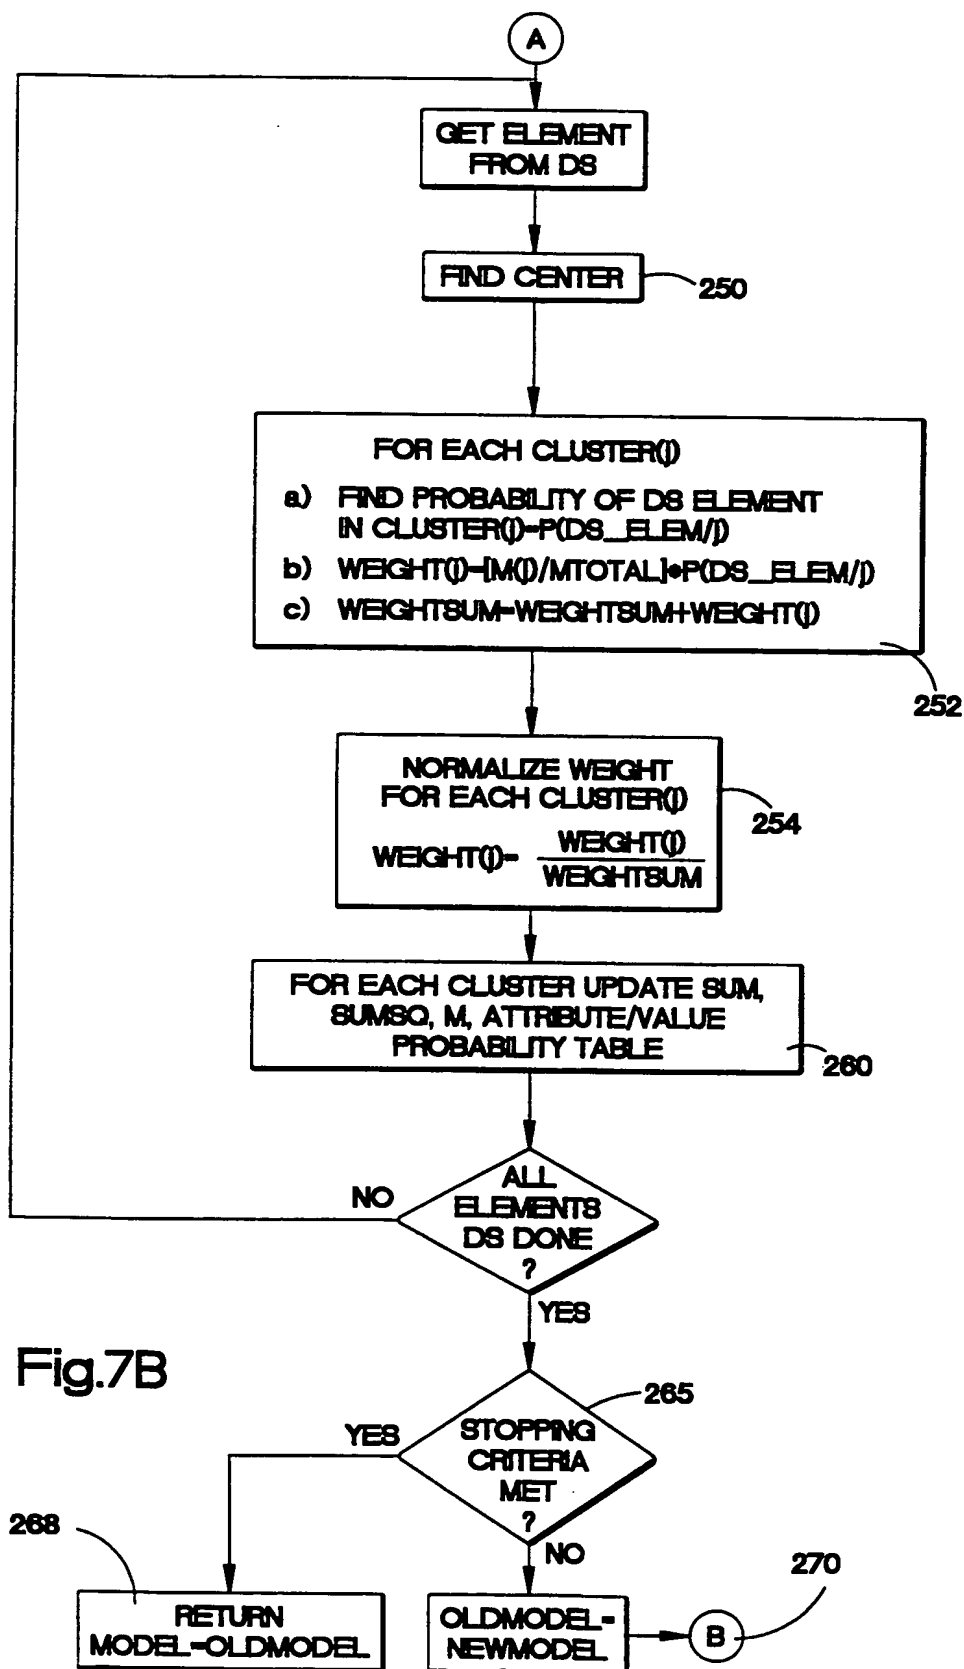 A
GET ELEMENT
FROM DS
FIND CENTER
250
FOR EACH CLUSTER(j)
a) FIND PROBABILITY OF DS ELEMENT
IN CLUSTER(j)=P(DS_ELEM/j)
b) WEIGHT(j)=[M(j)/MTOTAL]*P(DS_ELEM/j)
c) WEIGHTSUM=WEIGHTSUM+WEIGHT(j)
252
NORMALIZE WEIGHT
FOR EACH CLUSTER(j)
WEIGHT(j)= WEIGHT(j)
WEIGHTSUM
254
FOR EACH CLUSTER UPDATE SUM,
SUMSQ, M, ATTRIBUTE/VALUE
PROBABILITY TABLE
260
NO
ALL
ELEMENTS
DS DONE
?
YES
Fig.7B
265
YES
STOPPING
CRITERIA
MET
?
NO
268
RETURN
MODEL=OLDMODEL
OLDMODEL=
NEWMODEL
B
270